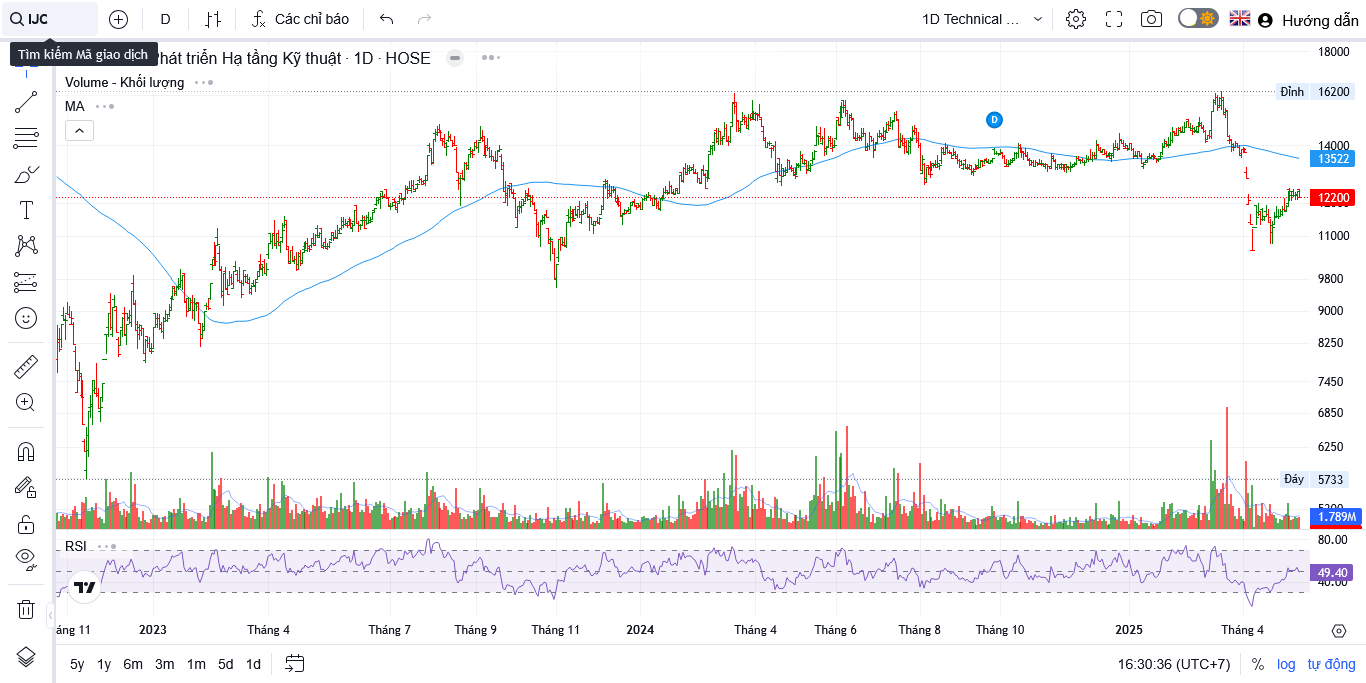 IJC
D
Các chỉ báo
1D Technical ...
Hướng dẫn
Tìm kiếm Mã giao dịch
Phát triển Hạ tầng Kỹ thuật · 1D · HOSE
Volume - Khối lượng
MA
D
18000
Đỉnh 16200
14000
13522
12200
11000
9800
9000
8250
7450
6850
6250
Đáy 5733
1.789M
RSI
80.00
49.40
40.00
áng 11 2023 Tháng 4 Tháng 7 Tháng 9 Tháng 11 2024 Tháng 4 Tháng 6 Tháng 8 Tháng 10 2025 Tháng 4
5y 1y 6m 3m 1m 5d 1d
16:30:36 (UTC+7) % log tự động